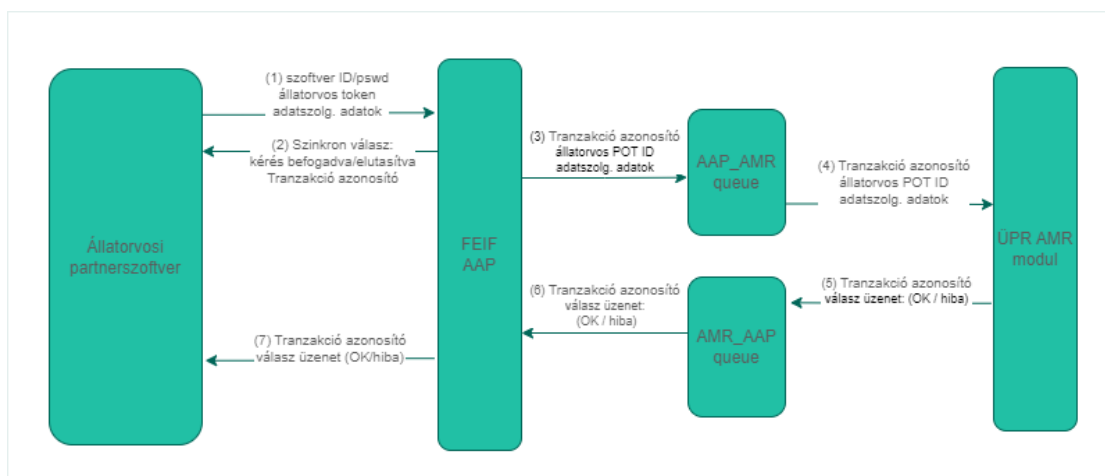 (1) szoftver ID/pswd
állatorvos token
adatszolg. adatok
(2) Szinkron válasz:
kérés befogadva/elutasítva
Tranzakció azonosító
(3) Tranzakció azonosító
állatorvos POT ID
adatszolg. adatok
AAP_AMR
queue
(4) Tranzakció azonosító
állatorvos POT ID
adatszolg. adatok
Állatorvosi
partnerszoftver
FEIF
AAP
ÜPR AMR
modul
(5) Tranzakció azonosító
válasz üzenet: (OK / hiba)
(6) Tranzakció azonosító
válasz üzenet:
(OK / hiba)
AMR_AAP
queue
(7) Tranzakció azonosító
válasz üzenet (OK/hiba)